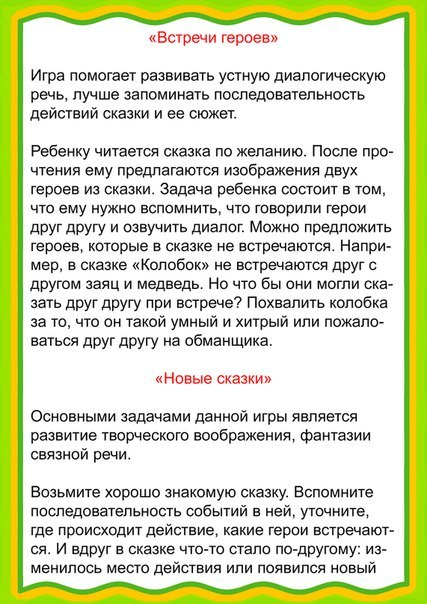 «Встречи героев»
Игра помогает развивать устную диалогическую
речь, лучше запоминать последовательность
действий сказки и ее сюжет.
Ребенку читается сказка по желанию. После про-
чтения ему предлагаются изображения двух
героев из сказки. Задача ребенка состоит в том,
что ему нужно вспомнить, что говорили герои
друг другу и озвучить диалог. Можно предложить
героев, которые в сказке не встречаются. Напри-
мер, в сказке «Колобок» не встречаются друг с
другом заяц и медведь. Но что бы они могли ска-
зать друг другу при встрече? Похвалить колобка
за то, что он такой умный и хитрый или пожало-
ваться друг другу на обманщика.
«Новые сказки»
Основными задачами данной игры является
развитие творческого воображения, фантазии
связной речи.
Возьмите хорошо знакомую сказку. Вспомните
последовательность событий в ней, уточните,
где происходит действие, какие герои встречают-
ся. И вдруг в сказке что-то стало по-другому: из-
менилось место действия или появился новый